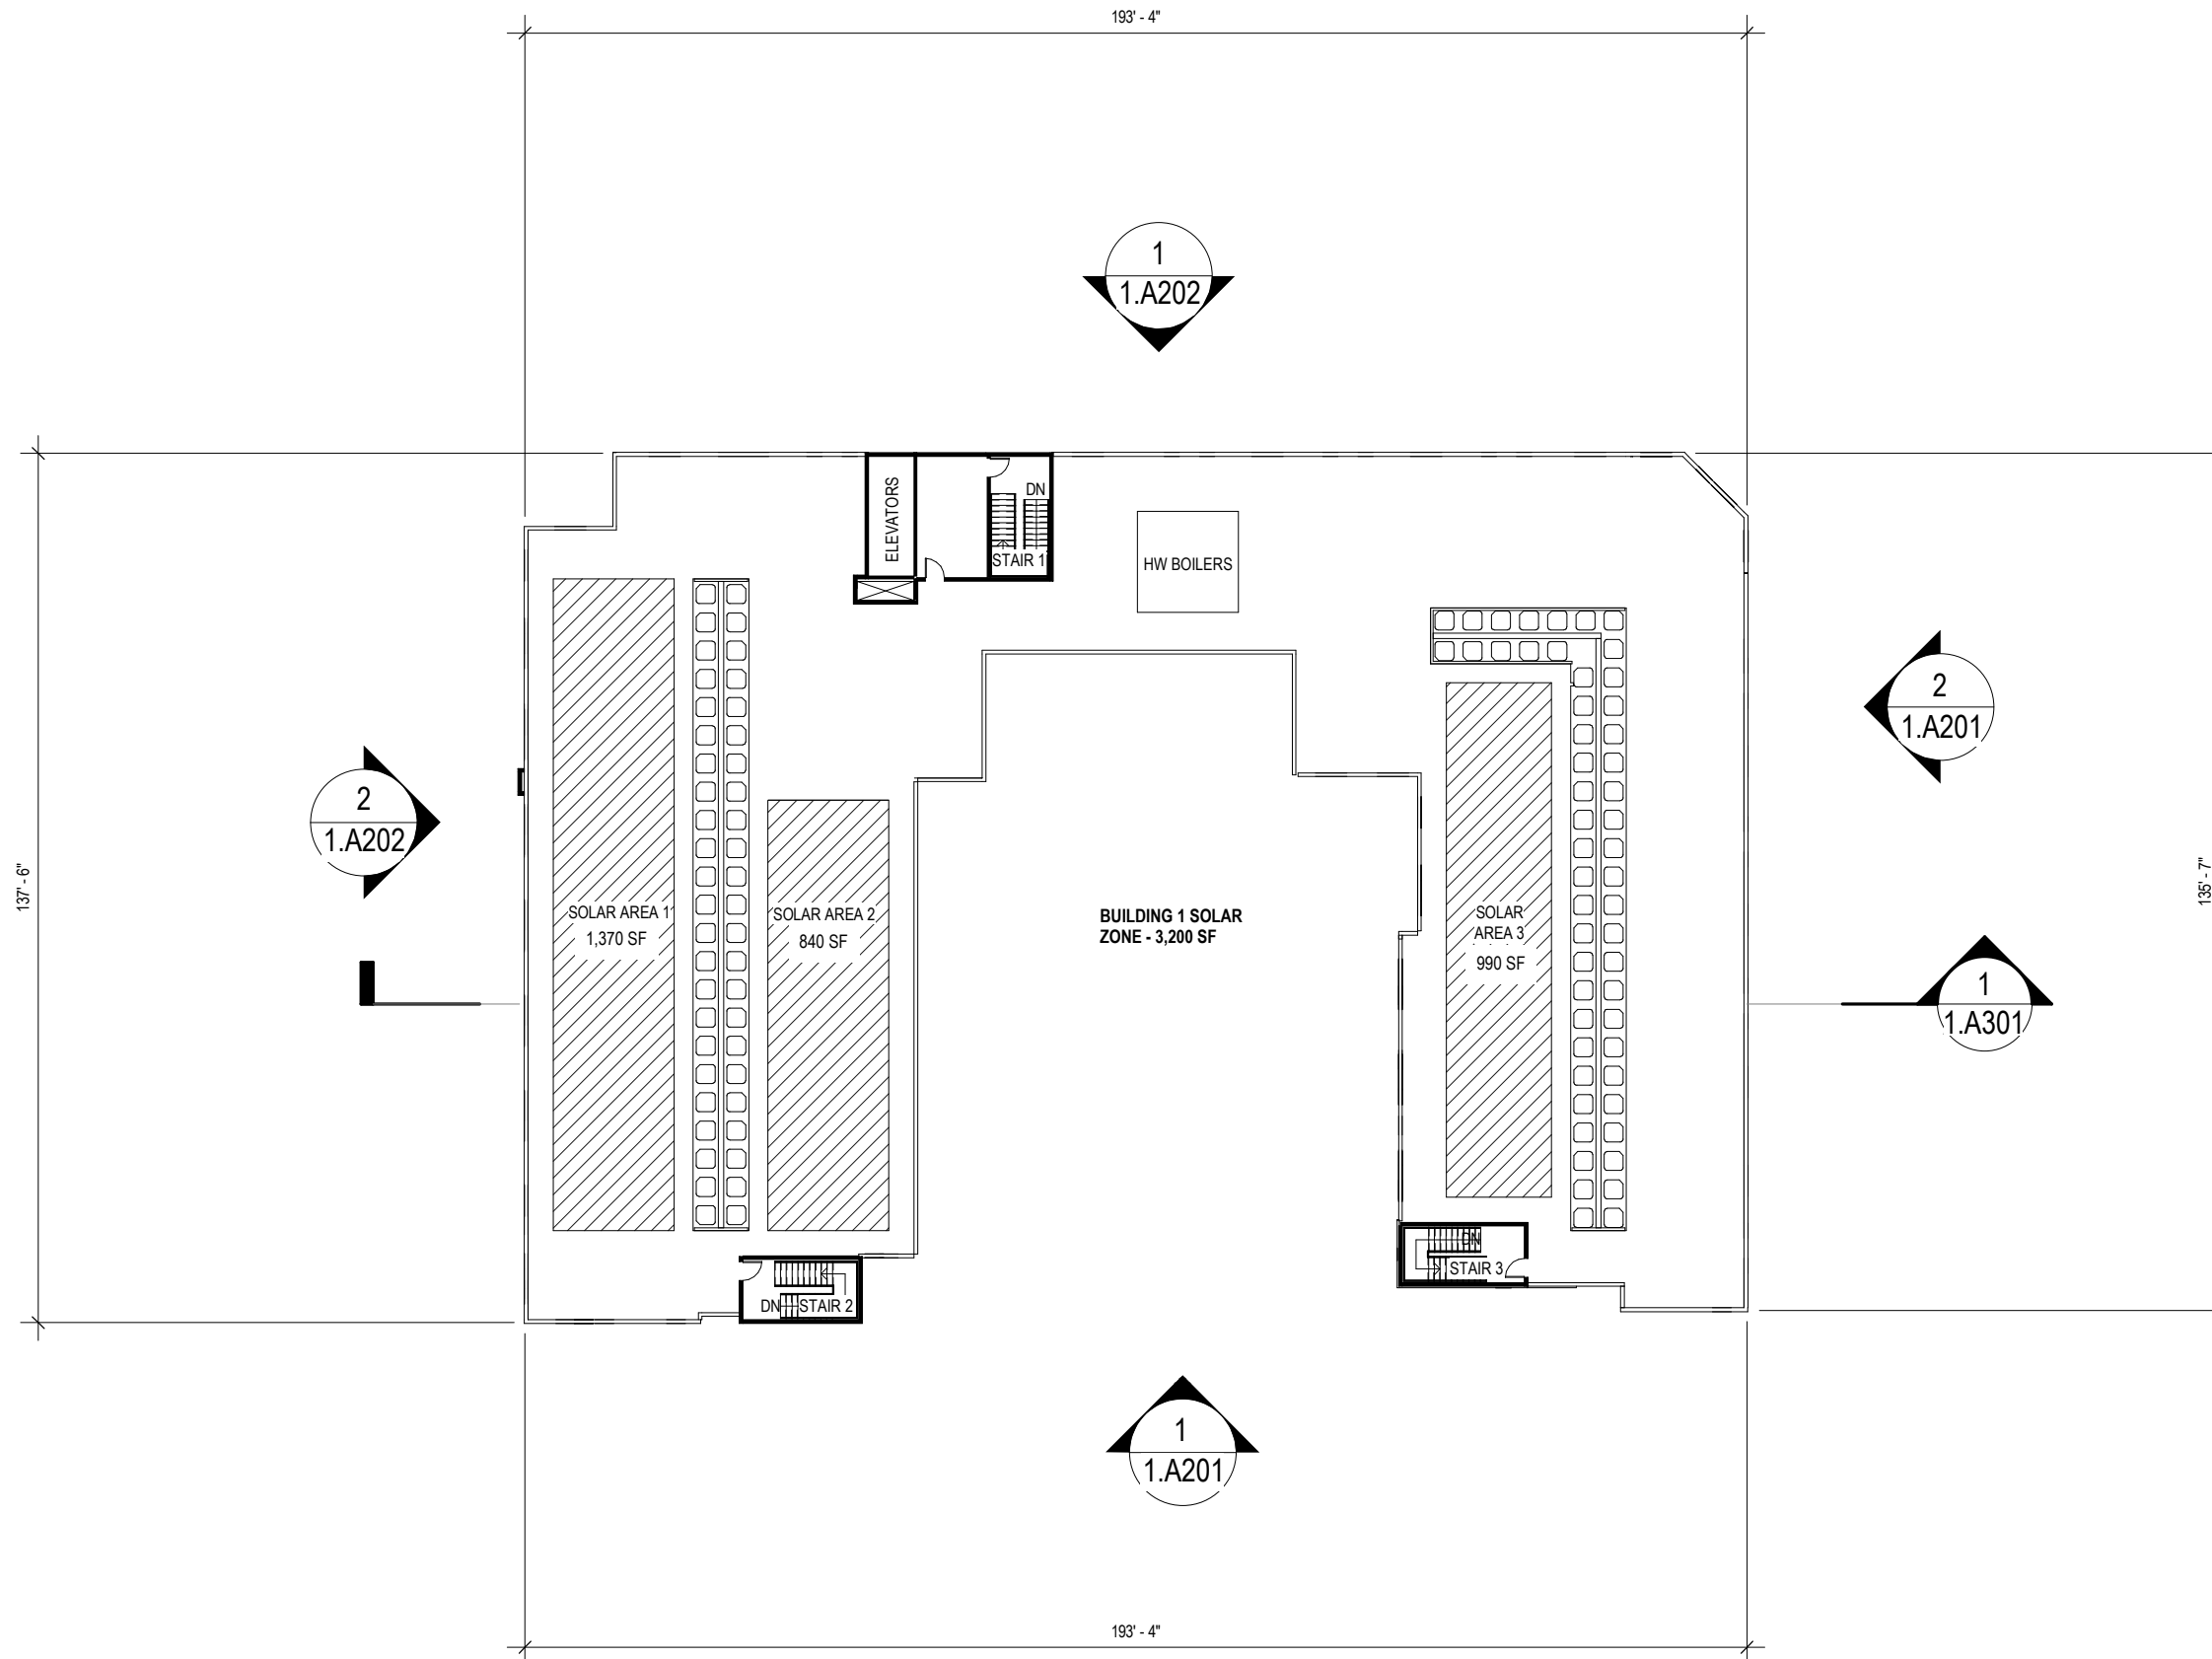 193' - 4"
1
1.A202
ELEVATORS
DN
STAIR 1
HW BOILERS
2
1.A201
2
1.A202
137' - 6"
135' - 7"
SOLAR AREA 1
1,370 SF
SOLAR AREA 2
840 SF
BUILDING 1 SOLAR
ZONE - 3,200 SF
SOLAR
AREA 3
990 SF
1
1.A301
DN
STAIR 3
DN
STAIR 2
1
1.A201
193' - 4"